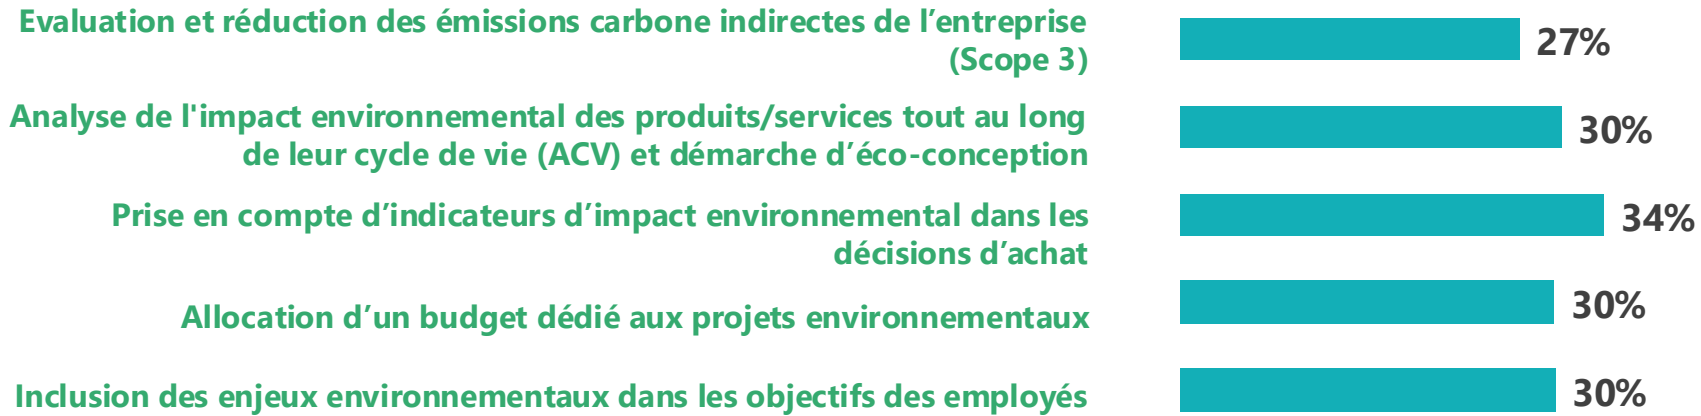 Evaluation et réduction des émissions carbone indirectes de l’entreprise
(Scope 3)
27%
Analyse de l'impact environnemental des produits/services tout au long
de leur cycle de vie (ACV) et démarche d’éco-conception
30%
Prise en compte d’indicateurs d’impact environnemental dans les
décisions d’achat
34%
Allocation d’un budget dédié aux projets environnementaux
30%
Inclusion des enjeux environnementaux dans les objectifs des employés
30%